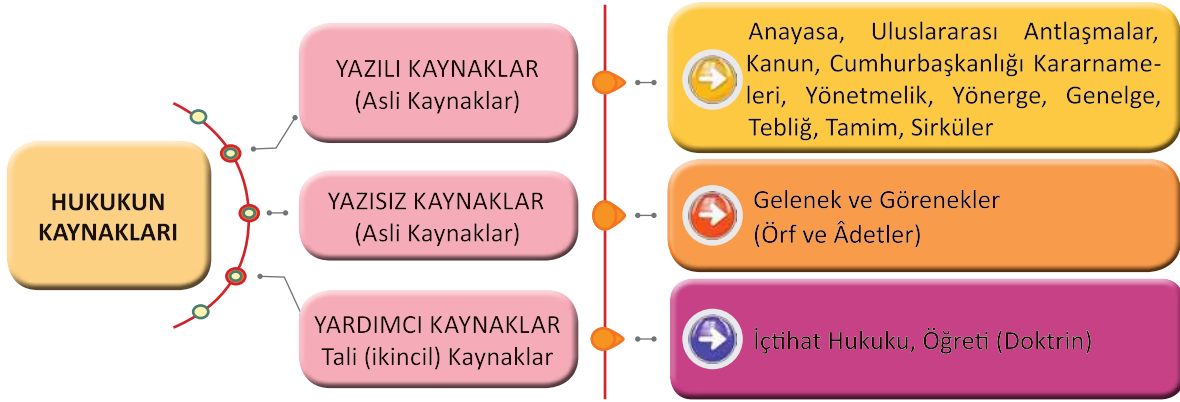 HUKUKUN
KAYNAKLARI
YAZILI KAYNAKLAR
(Asli Kaynaklar)
Anayasa, Uluslararası Antlaşmalar,
Kanun, Cumhurbaşkanlığı Kararname-
leri, Yönetmelik, Yönerge, Genelge,
Tebliğ, Tamim, Sirküler
YAZISIZ KAYNAKLAR
(Asli Kaynaklar)
Gelenek ve Görenekler
(Örf ve Âdetler)
YARDIMCI KAYNAKLAR
Tali (ikincil) Kaynaklar
İçtihat Hukuku, Öğreti (Doktrin)